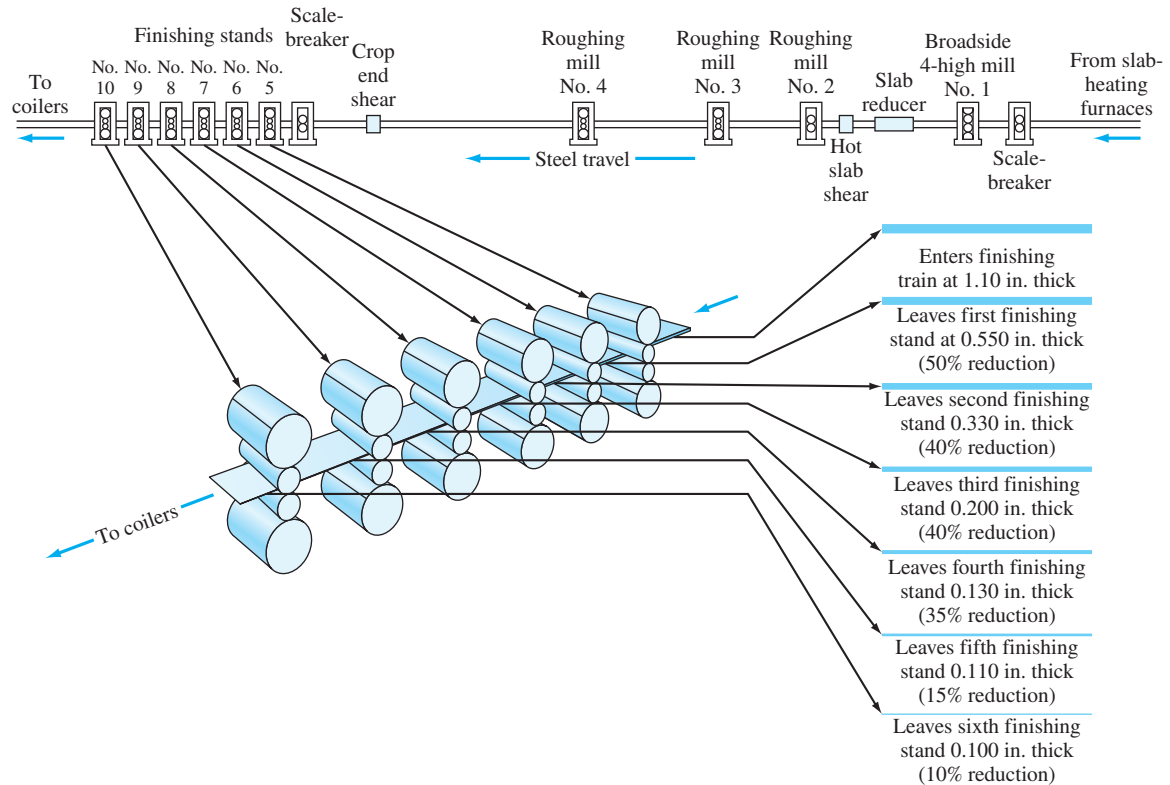 Finishing stands
Scale-
breaker
No. No. No. No. No. No.
10 9 8 7 6 5
To
coilers
Crop
end
shear
Roughing
mill
No. 4
Roughing
mill
No. 3
Roughing
mill
No. 2
Slab
reducer
Broadside
4-high mill
No. 1
From slab-
heating
furnaces
Steel travel
Hot
slab
shear
Scale-
breaker
Enters finishing
train at 1.10 in. thick
Leaves first finishing
stand at 0.550 in. thick
(50% reduction)
Leaves second finishing
stand 0.330 in. thick
(40% reduction)
Leaves third finishing
stand 0.200 in. thick
(40% reduction)
Leaves fourth finishing
stand 0.130 in. thick
(35% reduction)
Leaves fifth finishing
stand 0.110 in. thick
(15% reduction)
Leaves sixth finishing
stand 0.100 in. thick
(10% reduction)
To coilers